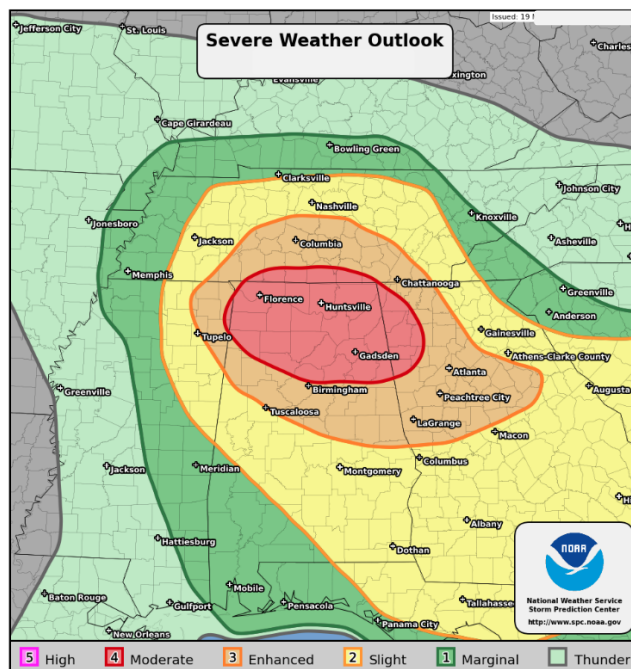 Issued: 19
Jefferson City
St. Louis
Severe Weather Outlook
Evansville
Cape Girardeau
Bowling Green
Clarksville
Johnson City
Nashville
Knoxville
Jonesboro
Jackson
Columbia
Asheville
Memphis
Chattanooga
Greenville
Florence
Huntsville
Anderson
Tupelo
Gainesville
Gadsden
Athens-Clarke County
Atlanta
Greenville
Birmingham
Augusta
Peachtree City
Tuscaloosa
LaGrange
Macon
Jackson
Meridian
Montgomery
Columbus
Albany
Hattiesburg
Dothan
NOAA
Baton Rouge
Gulfport
Mobile
Pensacola
Tallahasse
National Weather Service
Storm Prediction Center
http://www.spc.noaa.gov
Panama City
New Orleans
5 High
4 Moderate
3 Enhanced
2 Slight
1 Marginal
Thunder